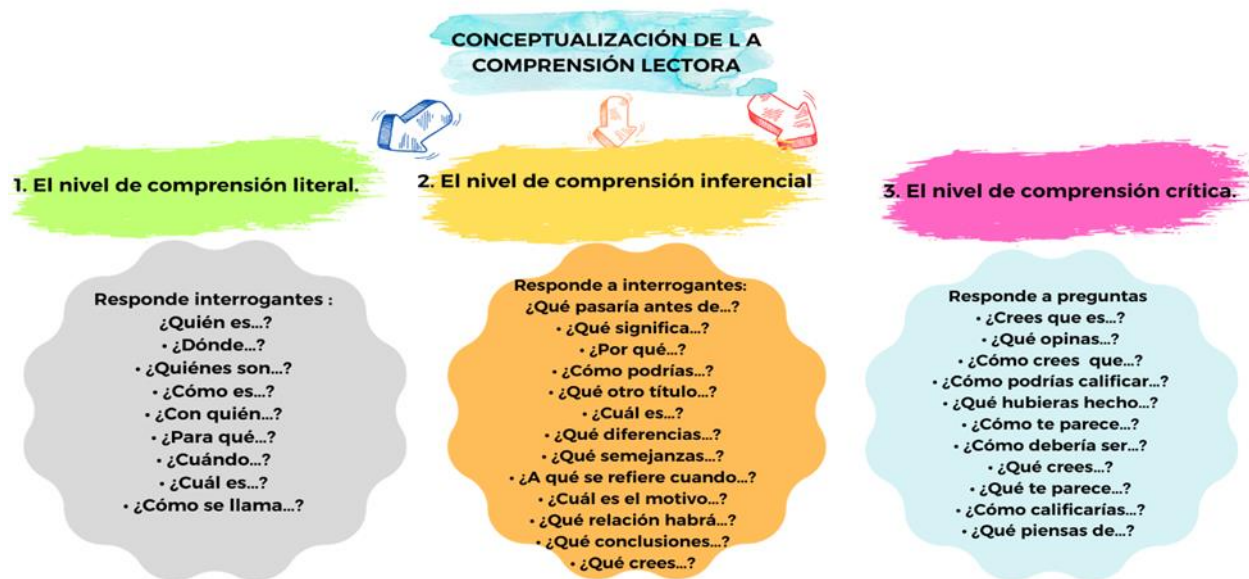 CONCEPTUALIZACIÓN DE L A
COMPRENSIÓN LECTORA
1. El nivel de comprensión literal.
Responde interrogantes :
¿Quién es...?
• ¿Dónde...?
• ¿Quiénes son...?
• ¿Cómo es...?
• ¿Con quién...?
• ¿Para qué...?
• ¿Cuándo...?
• ¿Cuál es...?
• ¿Cómo se llama...?
2. El nivel de comprensión inferencial
Responde a interrogantes:
¿Qué pasaría antes de...?
• ¿Qué significa...?
• ¿Por qué...?
• ¿Cómo podrías...?
• ¿Qué otro título...?
• ¿Cuál es...?
• ¿Qué diferencias...?
• ¿Qué semejanzas...?
• ¿A qué se refiere cuando...?
• ¿Cuál es el motivo...?
• ¿Qué relación habrá...?
• ¿Qué conclusiones...?
• ¿Qué crees...?
3. El nivel de comprensión crítica.
Responde a preguntas
• ¿Crees que es...?
• ¿Qué opinas...?
• ¿Cómo crees que...?
• ¿Cómo podrías calificar...?
• ¿Qué hubieras hecho...?
• ¿Cómo te parece...?
• ¿Cómo debería ser...?
• ¿Qué crees...?
• ¿Qué te parece...?
• ¿Cómo calificarías...?
• ¿Qué piensas de...?